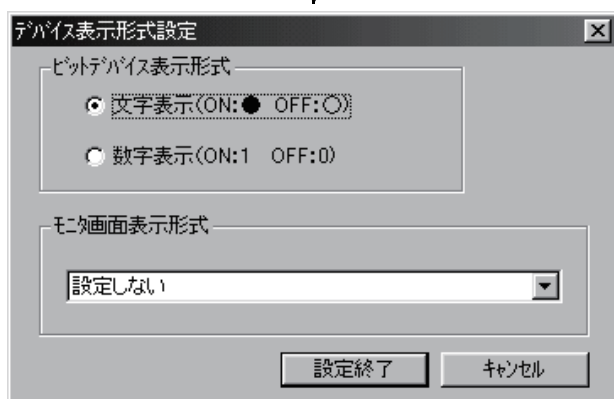 ﾃﾞﾊﾞｲｽ表示形式設定
ﾋﾞｯﾄﾃﾞﾊﾞｲｽ表示形式
文字表示(ON:● OFF:○)
数字表示(ON:1 OFF:0)
ﾓﾆﾀ画面表示形式
設定しない
設定終了 ｷｬﾝｾﾙ